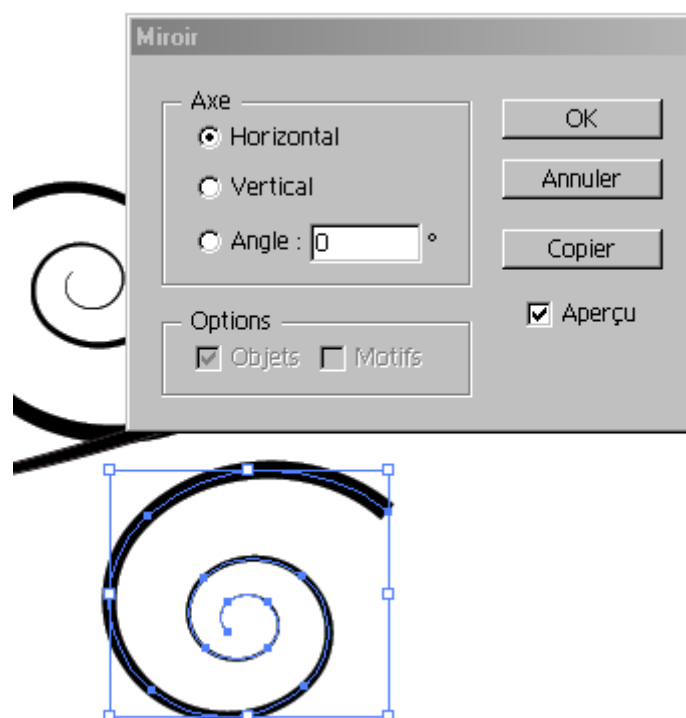 Miroir
Axe
Horizontal
Vertical
Angle : 0 °
OK
Annuler
Copier
Aperçu
Options
Objets Motifs